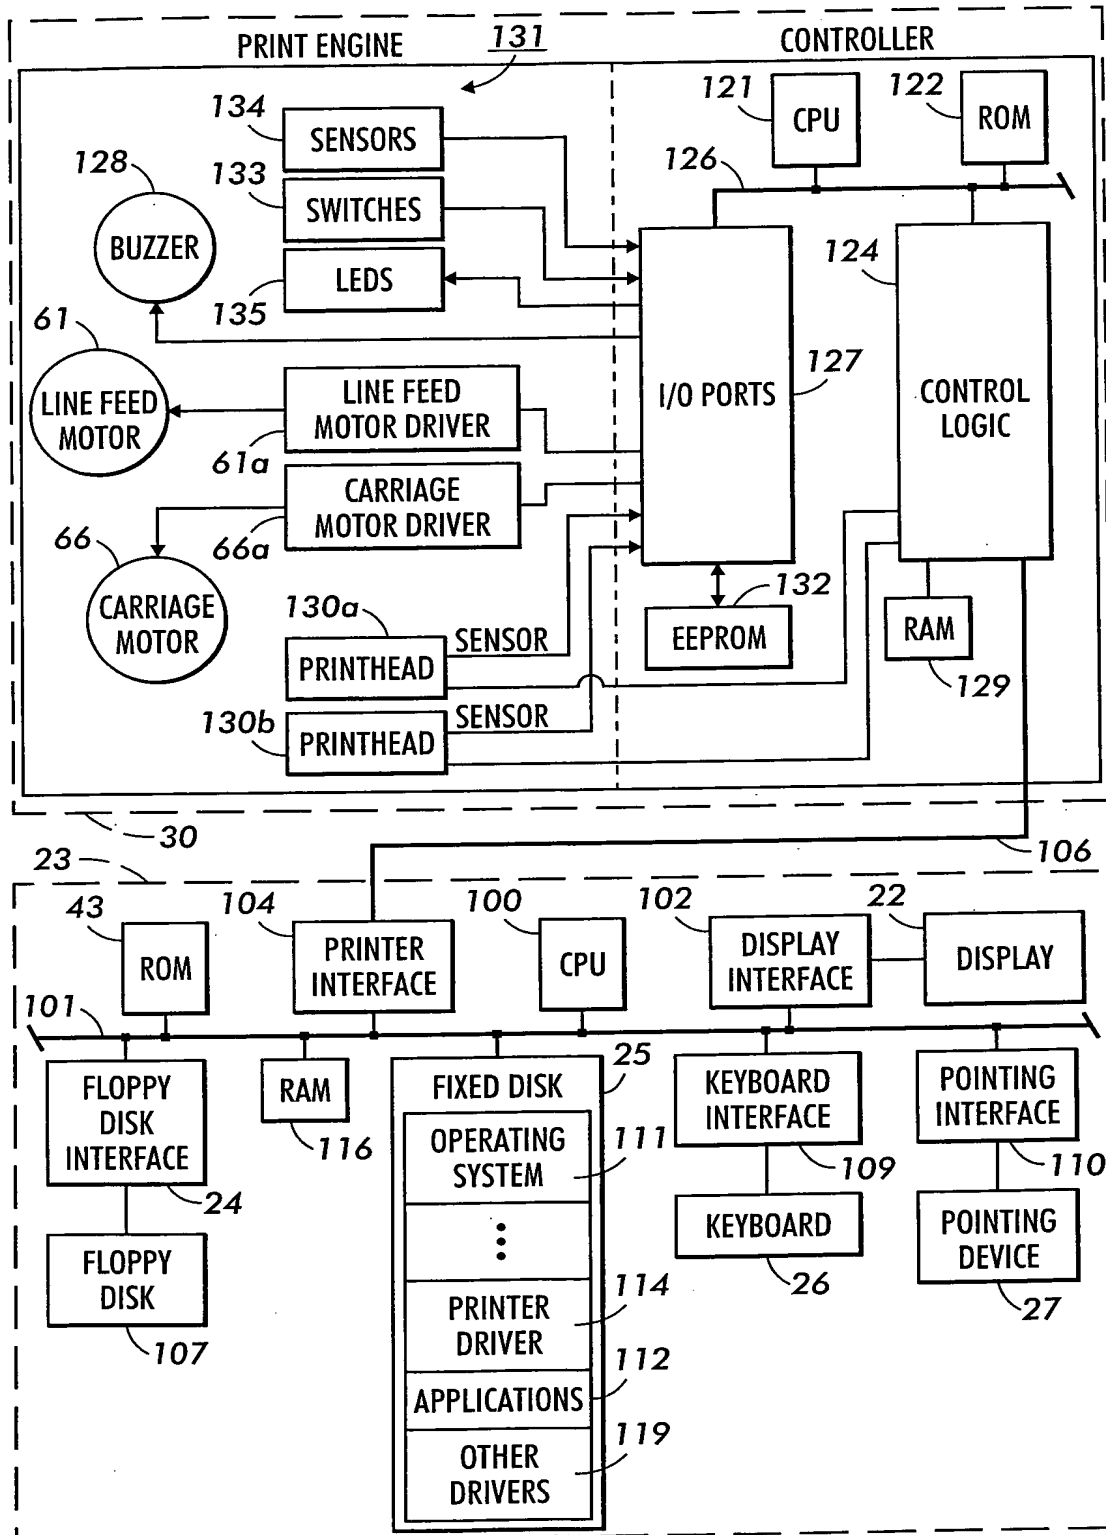 PRINT ENGINE
131
CONTROLLER
134
SENSORS
121
CPU
122
ROM
128
BUZZER
133
SWITCHES
126
LEDS
135
124
61
LINE FEED
MOTOR
LINE FEED
MOTOR DRIVER
61a
I/O PORTS
127
CONTROL
LOGIC
CARRIAGE
MOTOR DRIVER
66a
66
CARRIAGE
MOTOR
130a
PRINTHEAD
SENSOR
132
EEPROM
RAM
129
130b
PRINTHEAD
SENSOR
30
106
23
43
ROM
104
PRINTER
INTERFACE
100
CPU
102
DISPLAY
INTERFACE
22
DISPLAY
101
FLOPPY
DISK
INTERFACE
24
RAM
116
FIXED DISK
25
KEYBOARD
INTERFACE
109
POINTING
INTERFACE
110
OPERATING
SYSTEM
111
FLOPPY
DISK
107
KEYBOARD
26
POINTING
DEVICE
27
PRINTER
DRIVER
114
APPLICATIONS
112
OTHER
DRIVERS
119